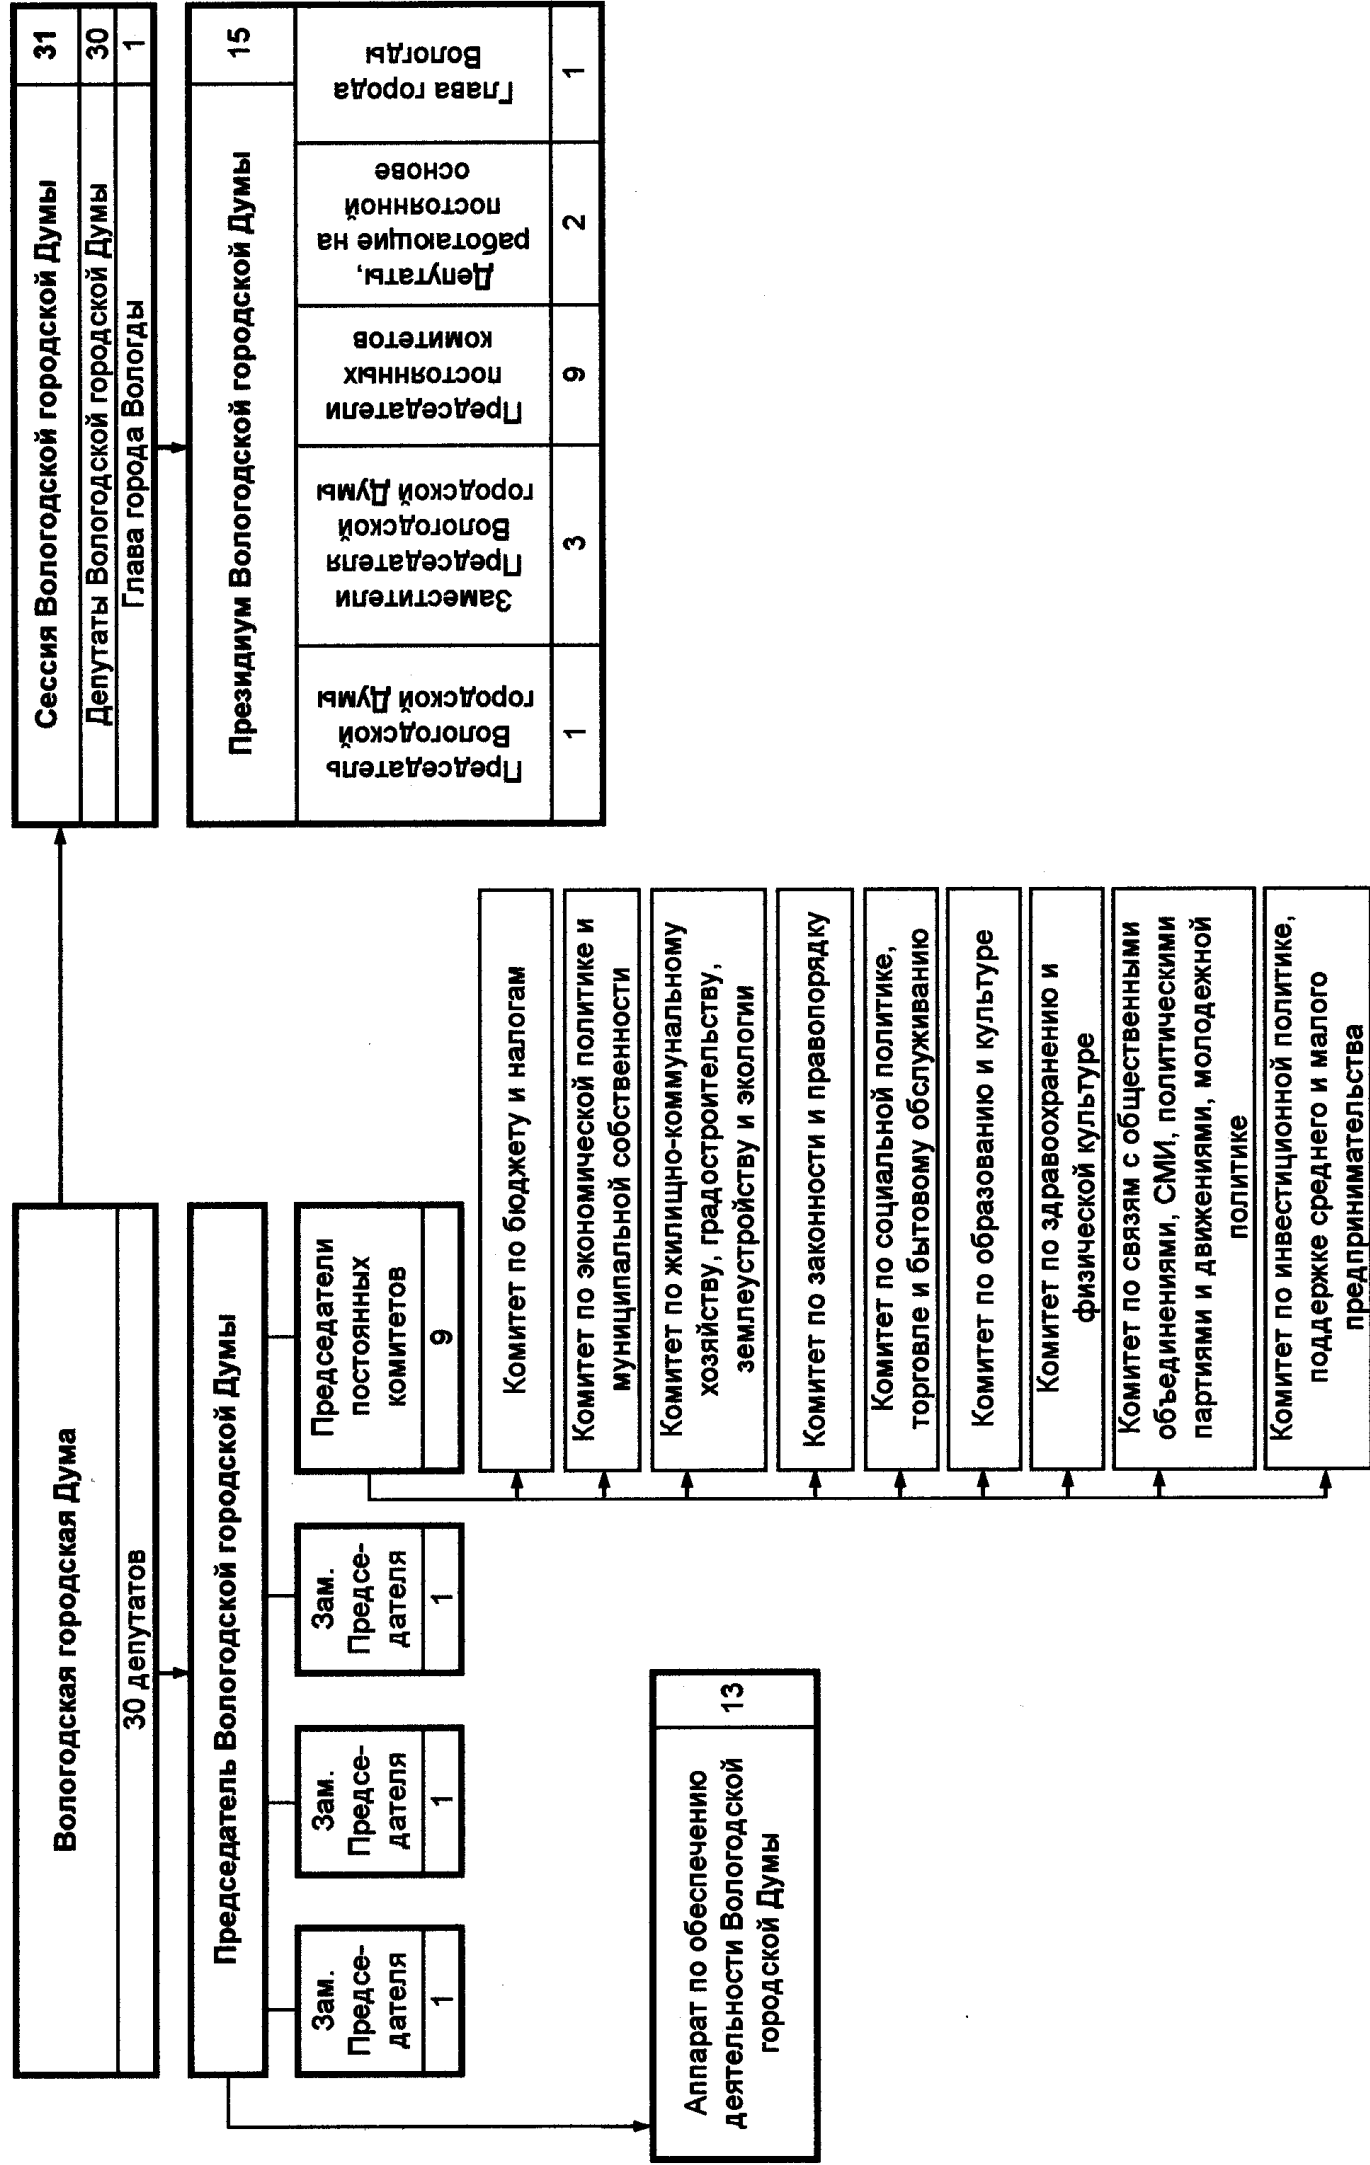 Вологодская городская Дума
30 депутатов
Председатель Вологодской городской Думы
Зам.
Предсе-
дателя
1
Зам.
Предсе-
дателя
1
Зам.
Предсе-
дателя
1
Председатели
постоянных
комитетов
9
Комитет по бюджету и налогам
Комитет по экономической политике и
муниципальной собственности
Комитет по жилищно-коммунальному
хозяйству, градостроительству,
землеустройству и экологии
Комитет по законности и правопорядку
Комитет по социальной политике,
торговле и бытовому обслуживанию
Комитет по образованию и культуре
Комитет по здравоохранению и
физической культуре
Комитет по связям с общественными
объединениями, СМИ, политическими
партиями и движениями, молодежной
политике
Комитет по инвестиционной политике,
поддержке среднего и малого
предпринимательства
Аппарат по обеспечению
деятельности Вологодской
городской Думы
13
Сессия Вологодской городской Думы
31
Депутаты Вологодской городской Думы
30
Глава города Вологды
1
Президиум Вологодской городской Думы
15
Председатель
Вологодской
городской Думы
1
Заместители
Председателя
Вологодской
городской Думы
3
Председатели
постоянных
комитетов
9
Депутаты,
работающие на
постоянной
основе
2
Глава города
Вологды
1